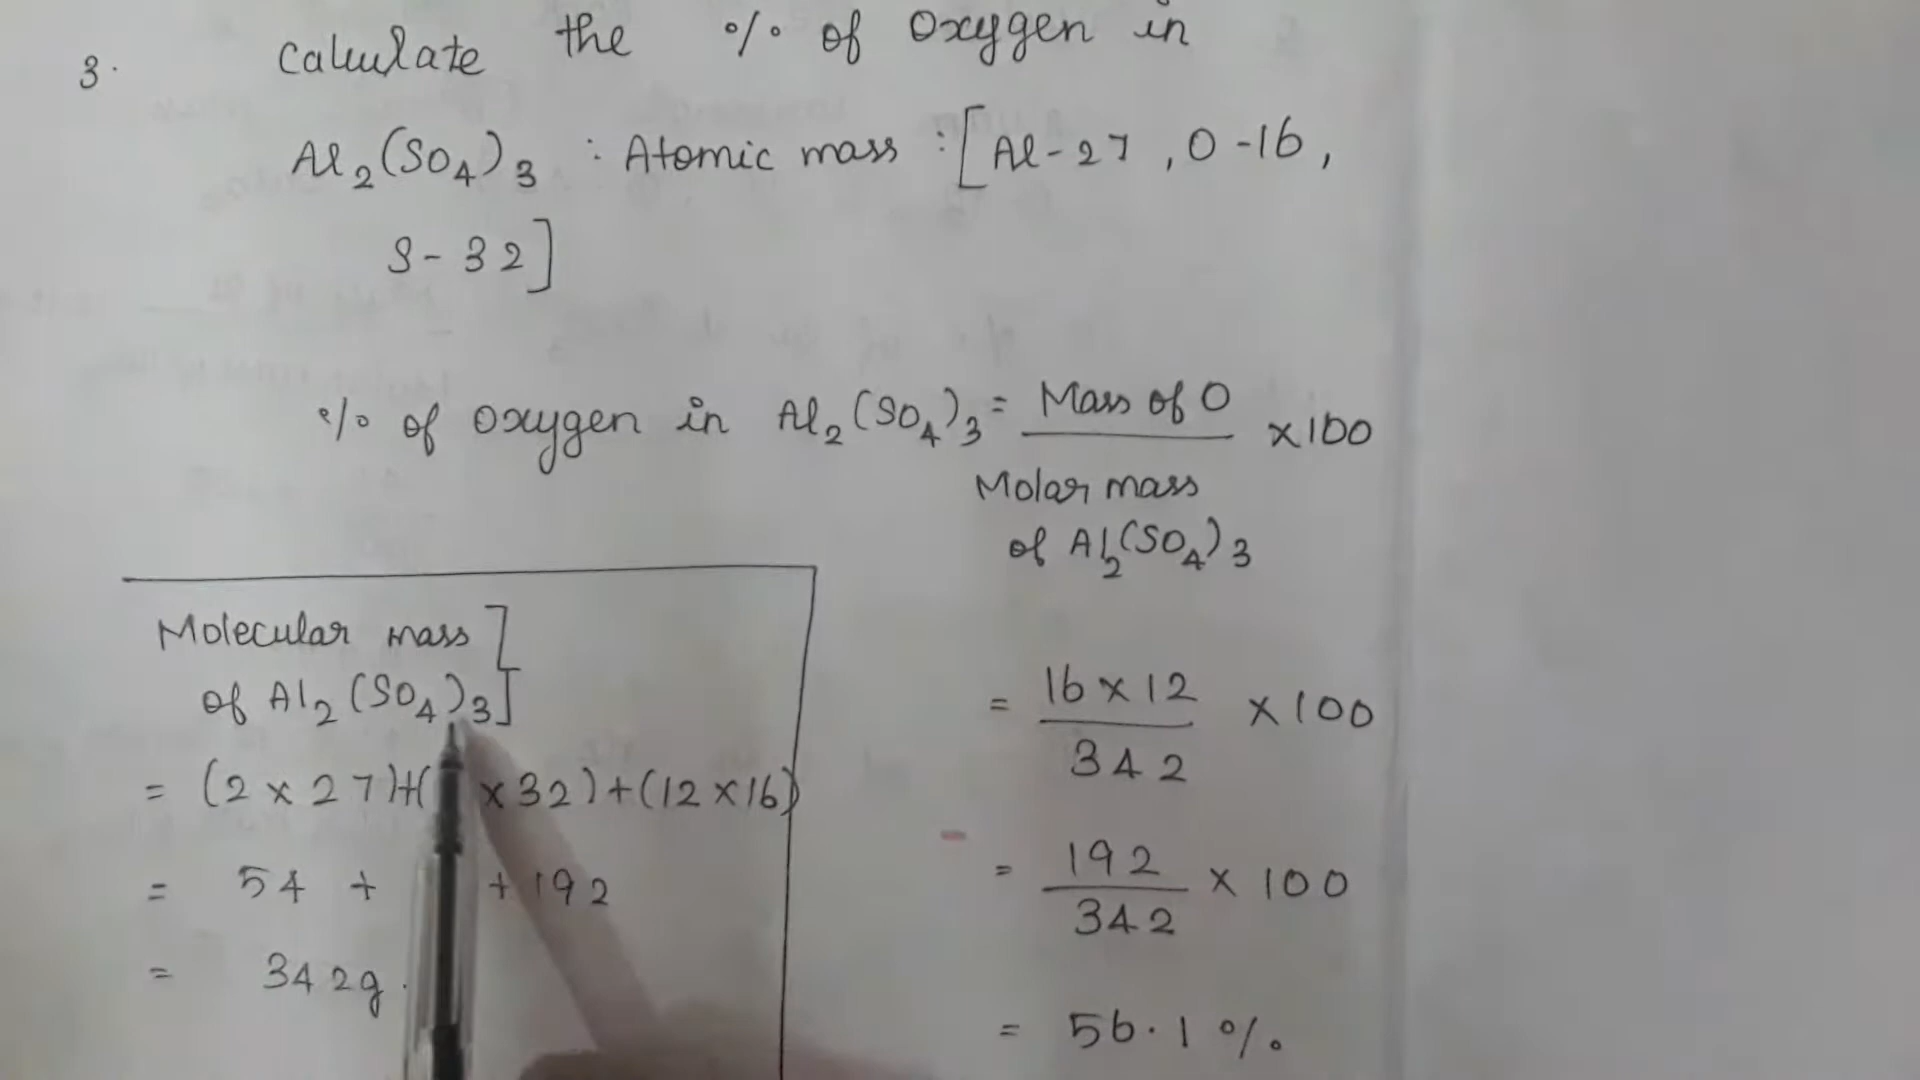 3. Calculate the % of Oxygen in
Al2(SO4)3 : Atomic mass : [Al - 27, O - 16,
S - 32]
% of Oxygen in Al2(SO4)3 = Mass of O × 100
Molar mass
of Al2(SO4)3
Molecular mass ]
of Al2(SO4)3 ]
= (2 × 27) + ( × 32) + (12 × 16)
= 54 + + 192
= 342g.
= 16 × 12 × 100
342
= 192 × 100
342
= 56.1 %.